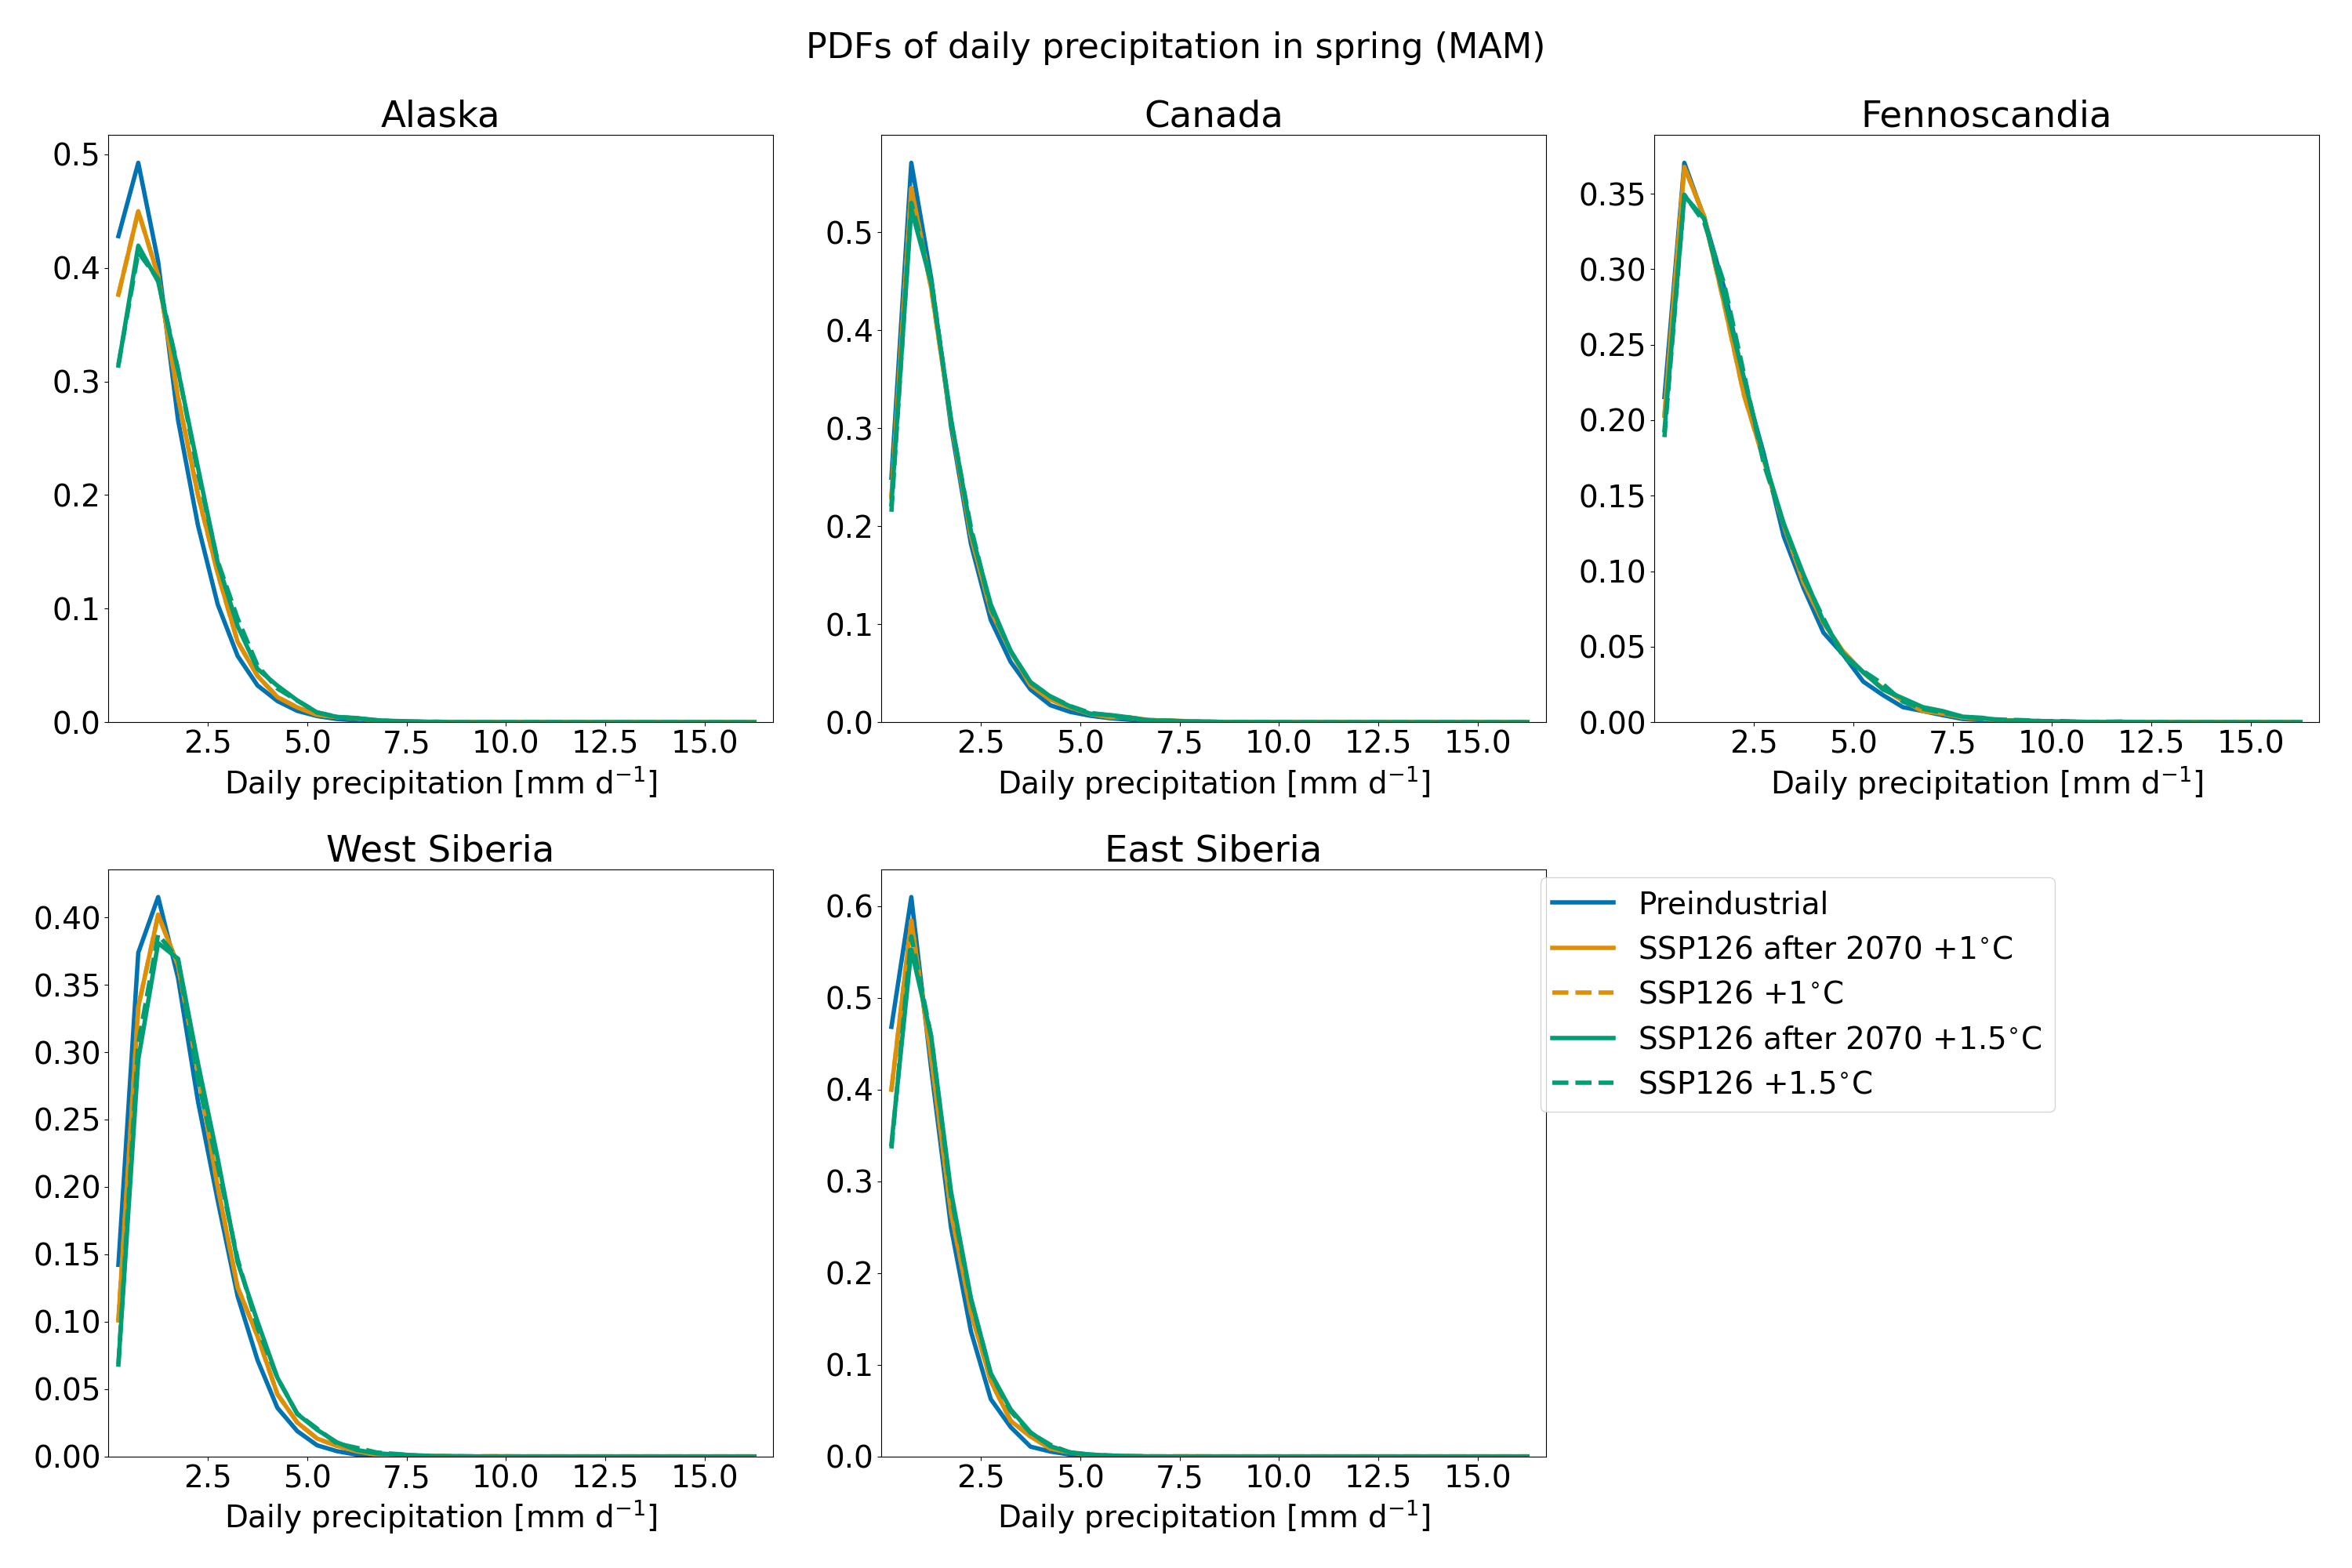 PDFs of daily precipitation in spring (MAM)
Alaska
0.5
0.4
0.3
0.2
0.1
0.0
2.5 5.0 7.5 10.0 12.5 15.0
Daily precipitation [mm d⁻¹]
Canada
0.5
0.4
0.3
0.2
0.1
0.0
2.5 5.0 7.5 10.0 12.5 15.0
Daily precipitation [mm d⁻¹]
Fennoscandia
0.35
0.30
0.25
0.20
0.15
0.10
0.05
0.00
2.5 5.0 7.5 10.0 12.5 15.0
Daily precipitation [mm d⁻¹]
West Siberia
0.40
0.35
0.30
0.25
0.20
0.15
0.10
0.05
0.00
2.5 5.0 7.5 10.0 12.5 15.0
Daily precipitation [mm d⁻¹]
East Siberia
0.6
0.5
0.4
0.3
0.2
0.1
0.0
2.5 5.0 7.5 10.0 12.5 15.0
Daily precipitation [mm d⁻¹]
Preindustrial
SSP126 after 2070 +1°C
SSP126 +1°C
SSP126 after 2070 +1.5°C
SSP126 +1.5°C